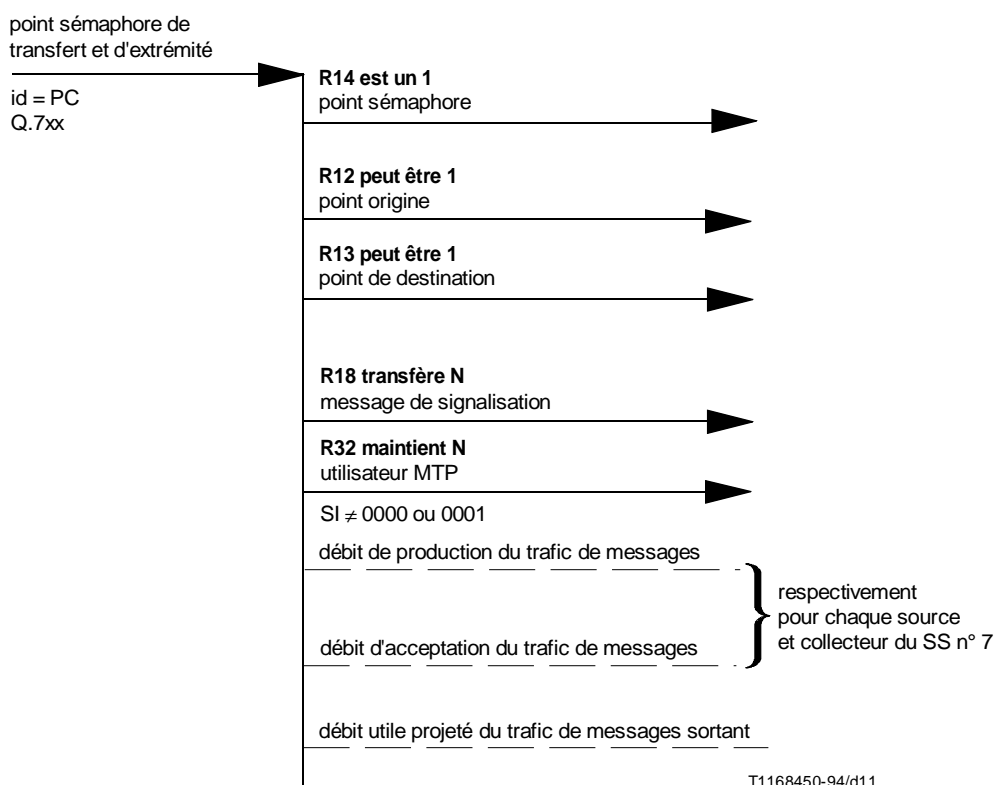 point sémaphore de
transfert et d'extrémité
id = PC
Q.7xx
R14 est un 1
point sémaphore
R12 peut être 1
point origine
R13 peut être 1
point de destination
R18 transfère N
message de signalisation
R32 maintient N
utilisateur MTP
SI ≠ 0000 ou 0001
débit de production du trafic de messages
respectivement
pour chaque source
et collecteur du SS n° 7
débit d'acceptation du trafic de messages
débit utile projeté du trafic de messages sortant
T1168450-94/d11